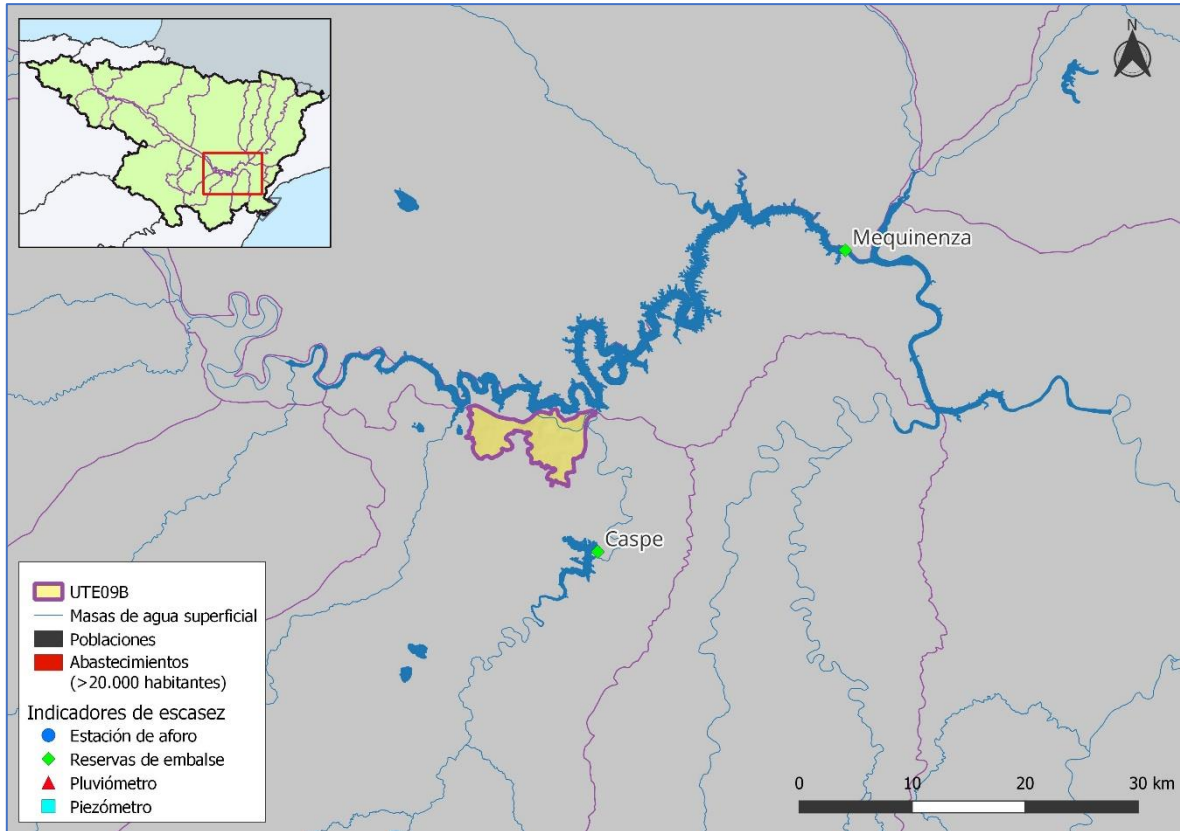 N
Mequinenza
Caspe
UTE09B
Masas de agua superficial
Poblaciones
Abastecimientos
(>20.000 habitantes)
Indicadores de escasez
Estación de aforo
Reservas de embalse
Pluviómetro
Piezómetro
0 10 20 30 km